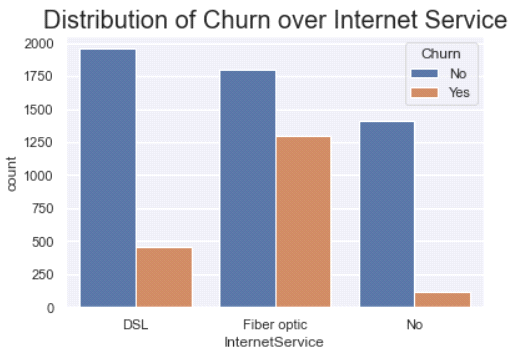 Distribution of Churn over Internet Service
Churn
No
Yes
count
2000
1750
1500
1250
1000
750
500
250
0
DSL
Fiber optic
No
InternetService